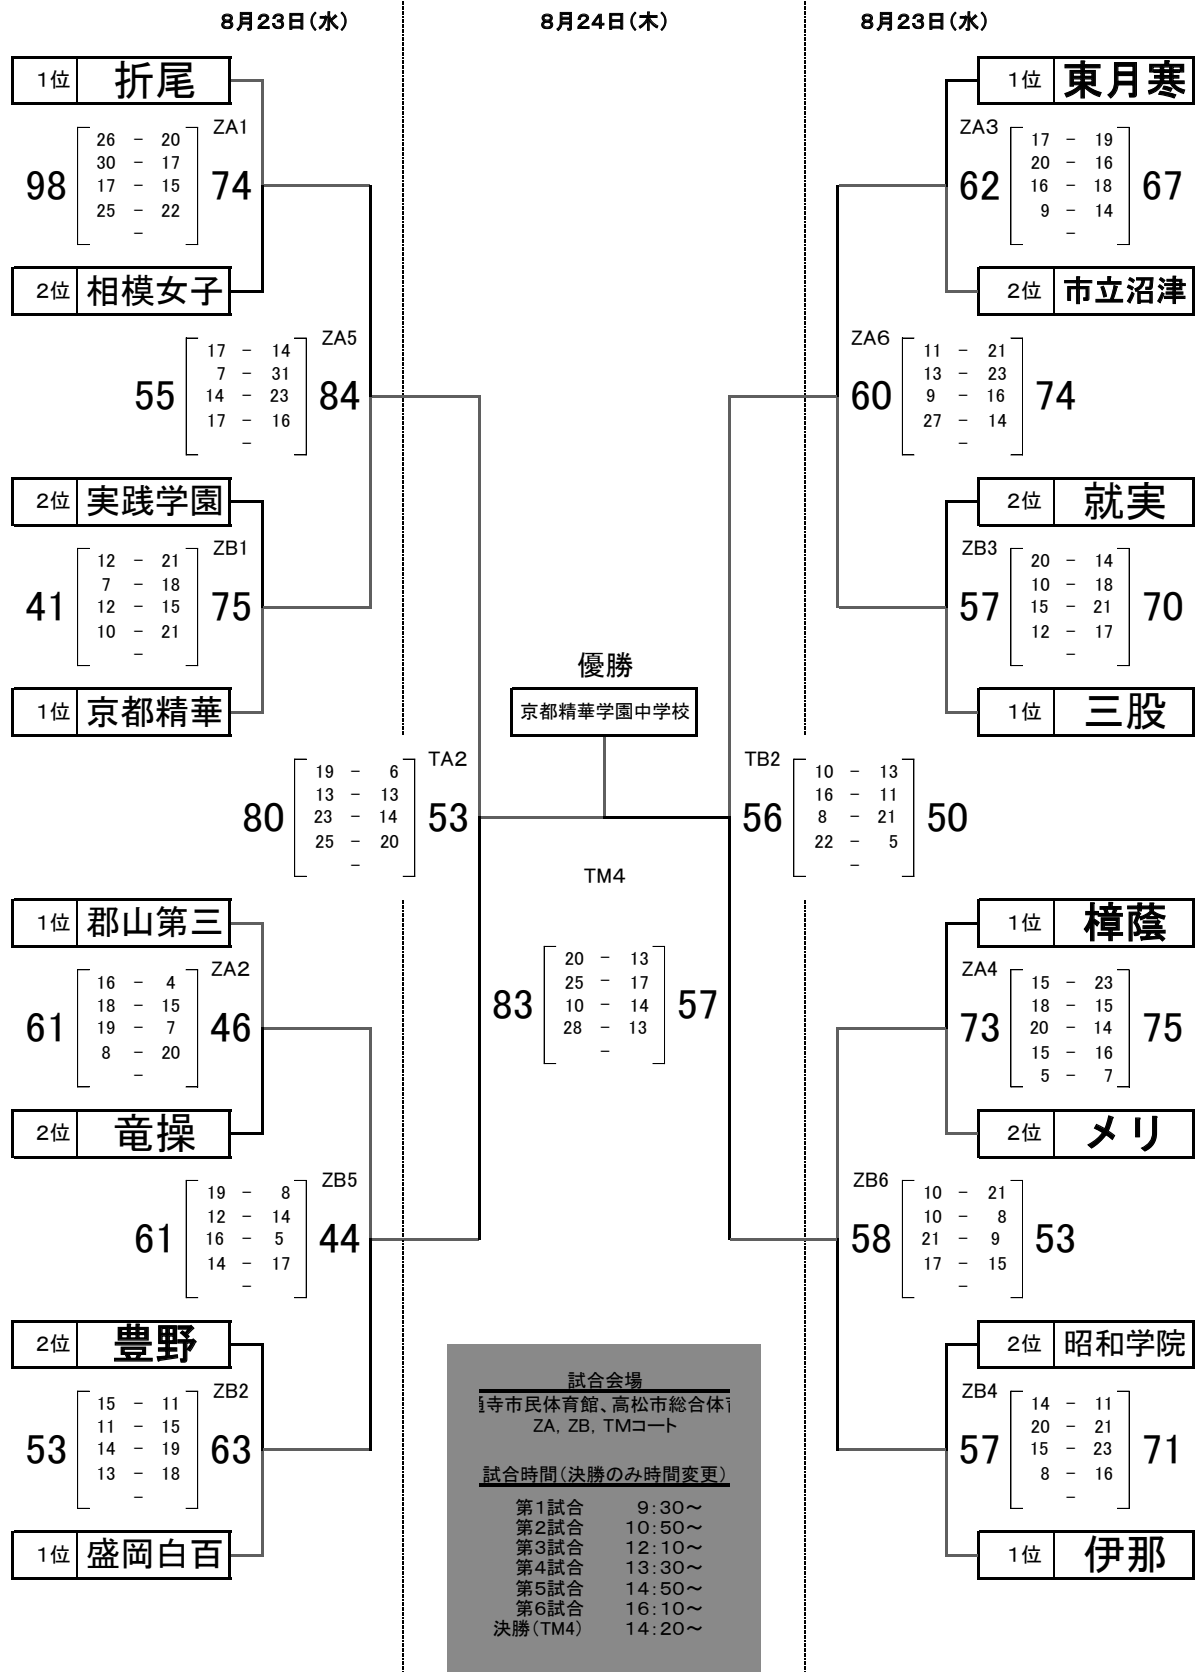 8月23日(水) 8月24日(木) 8月23日(水)
1位 折尾 1位 東月寒
ZA1 ZA3
26 - 20 17 - 19
30 - 17 20 - 16
98 17 - 15 74 62 16 - 18 67
25 - 22 9 - 14
- -
2位 相模女子 2位 市立沼津
ZA5 ZA6
17 - 14 11 - 21
7 - 31 13 - 23
55 14 - 23 84 60 9 - 16 74
17 - 16 27 - 14
- -
2位 実践学園 2位 就実
ZB1 ZB3
12 - 21 20 - 14
7 - 18 10 - 18
41 12 - 15 75 57 15 - 21 70
10 - 21 12 - 17
- -
優勝
1位 京都精華 京都精華学園中学校 1位 三股
TA2 TB2
19 - 6 10 - 13
13 - 13 16 - 11
80 23 - 14 53 56 8 - 21 50
25 - 20 22 - 5
- -
TM4
1位 郡山第三 1位 樟蔭
20 - 13
25 - 17
83 10 - 14 57
28 - 13
-
ZA2 ZA4
16 - 4 15 - 23
18 - 15 18 - 15
61 19 - 7 46 73 20 - 14 75
8 - 20 15 - 16
- 5 - 7
2位 竜操 2位 メリ
ZB5 ZB6
19 - 8 10 - 21
12 - 14 10 - 8
61 16 - 5 44 58 21 - 9 53
14 - 17 17 - 15
- -
2位 豊野 2位 昭和学院
ZB2 ZB4
15 - 11 14 - 11
11 - 15 20 - 21
53 14 - 19 63 57 15 - 23 71
13 - 18 8 - 16
- -
1位 盛岡白百 1位 伊那
試合会場
通寺市民体育館、高松市総合体育
ZA, ZB, TMコート
試合時間(決勝のみ時間変更)
第1試合 9:30～
第2試合 10:50～
第3試合 12:10～
第4試合 13:30～
第5試合 14:50～
第6試合 16:10～
決勝(TM4) 14:20～